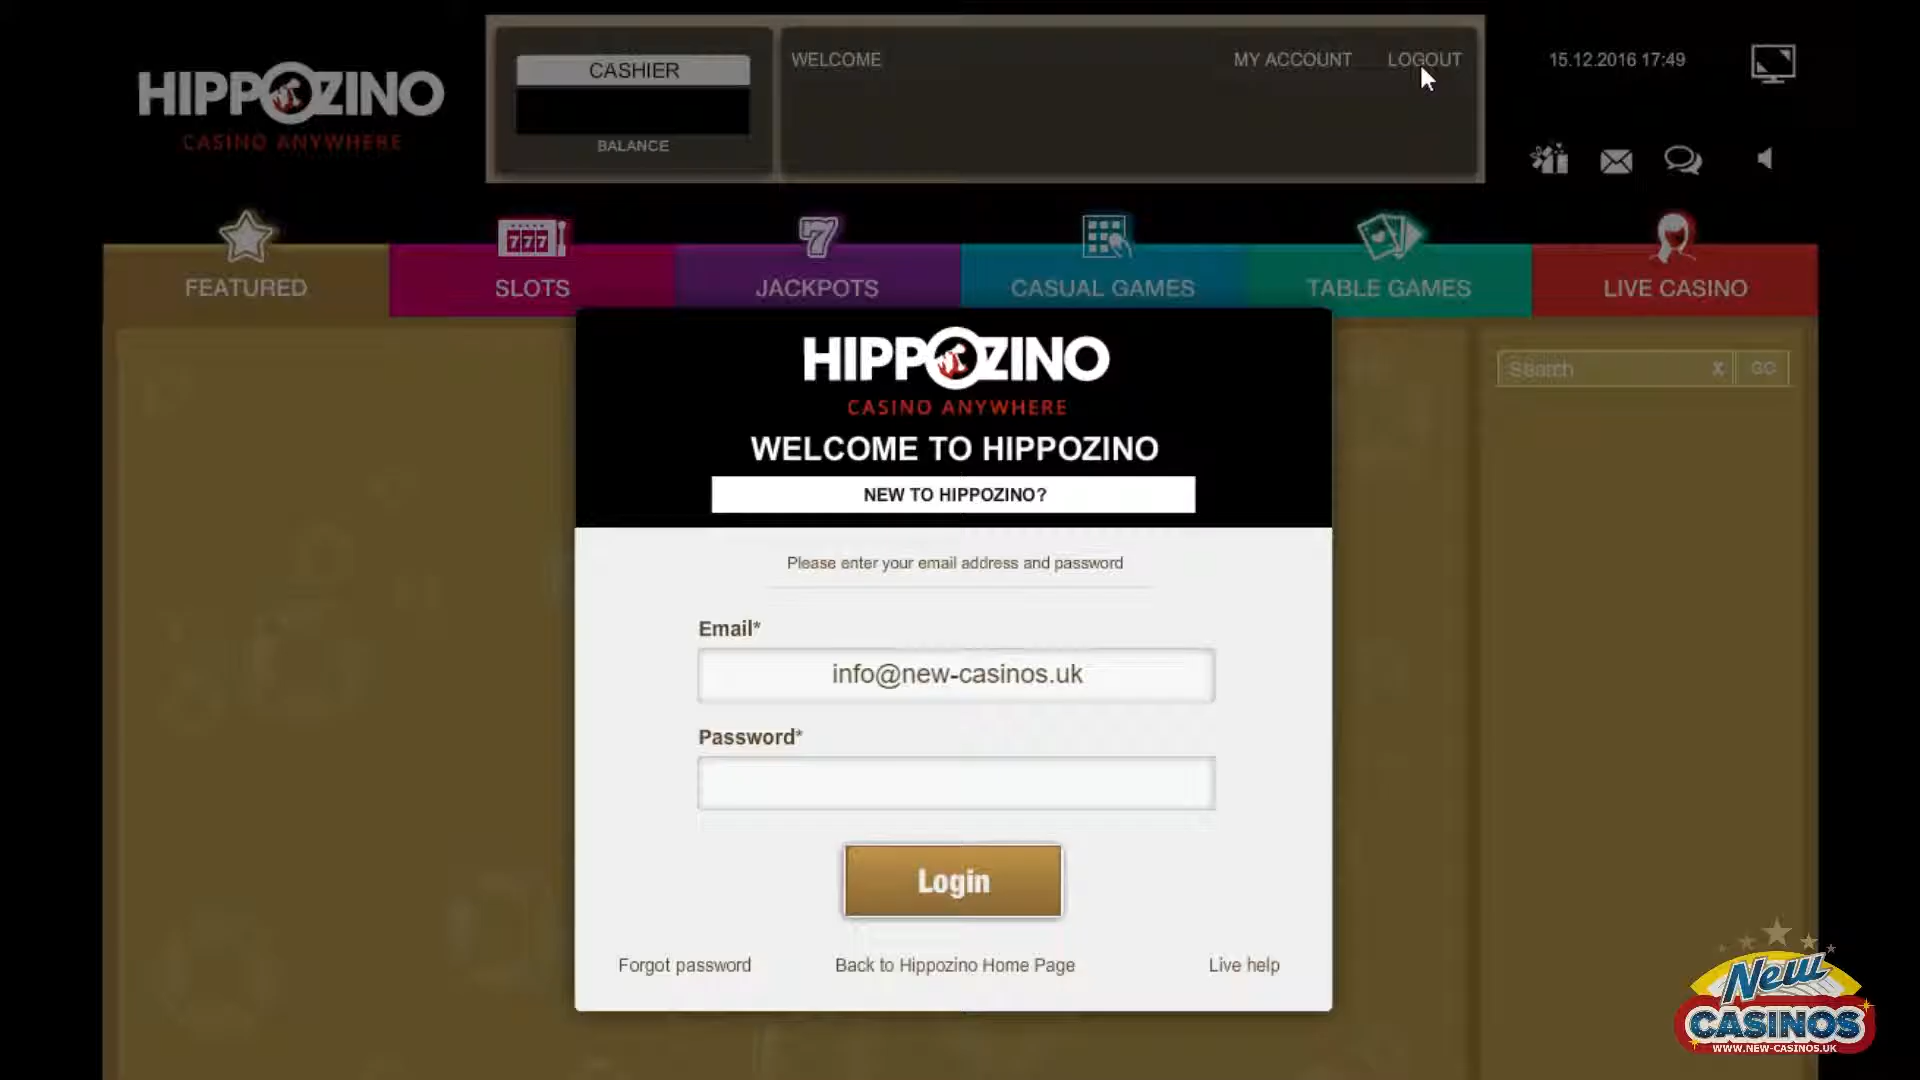 HIPPOZINO
CASINO ANYWHERE
CASHIER
BALANCE
WELCOME
MY ACCOUNT
LOGOUT
15.12.2016 17:49
FEATURED
777
SLOTS
7
JACKPOTS
CASUAL GAMES
TABLE GAMES
LIVE CASINO
Search
X
GO
HIPPOZINO
CASINO ANYWHERE
WELCOME TO HIPPOZINO
NEW TO HIPPOZINO?
Please enter your email address and password
Email*
info@new-casinos.uk
Password*
Login
Forgot password
Back to Hippozino Home Page
Live help
New
CASINOS
WWW.NEW-CASINOS.UK